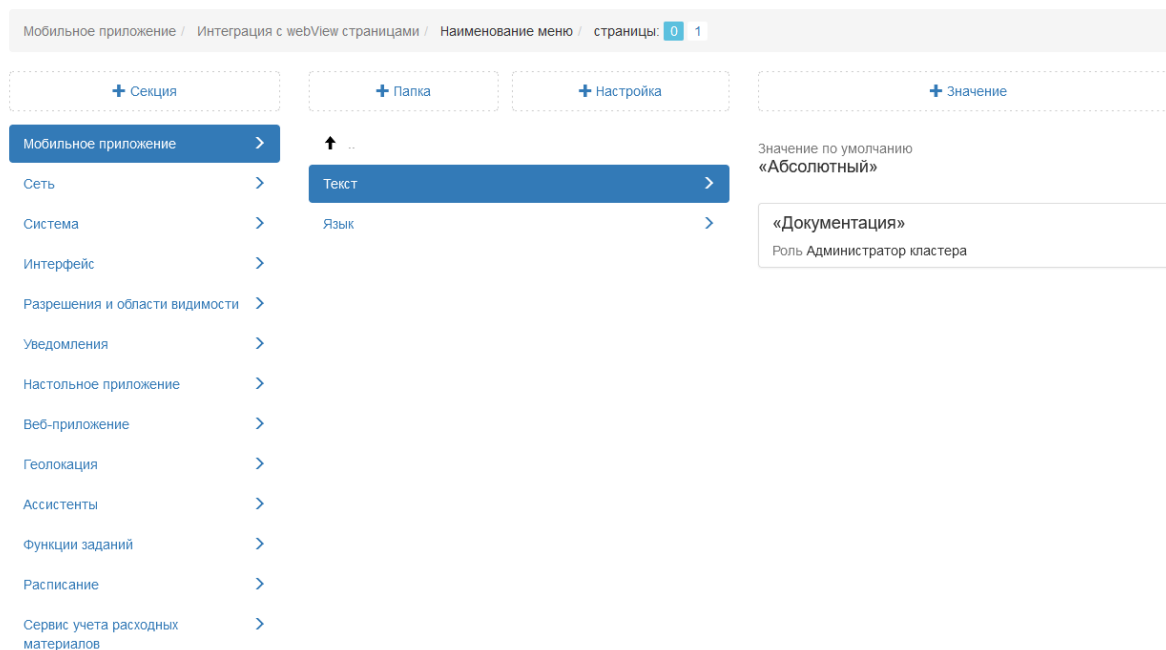 Мобильное приложение / Интеграция с webView страницами / Наименование меню / страницы: 0 1
+ Секция
+ Папка
+ Настройка
+ Значение
Мобильное приложение
Сеть
Система
Интерфейс
Разрешения и области видимости
Уведомления
Настольное приложение
Веб-приложение
Геолокация
Ассистенты
Функции заданий
Расписание
Сервис учета расходных
материалов
..
Текст
Язык
Значение по умолчанию
«Абсолютный»
«Документация»
Роль Администратор кластера